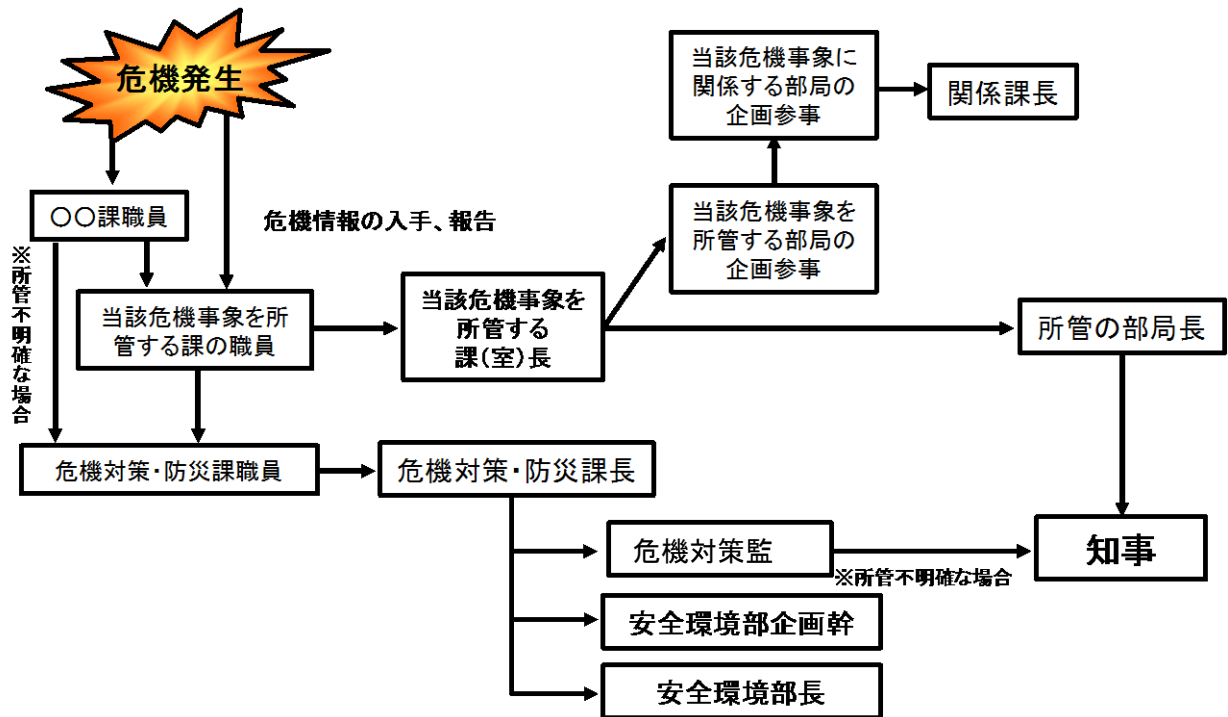 危機発生
当該危機事象に
関係する部局の
企画参事
関係課長
〇〇課職員
危機情報の入手、報告
当該危機事象を
所管する部局の
企画参事
※所管不明確な場合
当該危機事象を所
管する課の職員
当該危機事象を
所管する
課(室)長
所管の部局長
危機対策・防災課職員
危機対策・防災課長
危機対策監
※所管不明確な場合
知事
安全環境部企画幹
安全環境部長